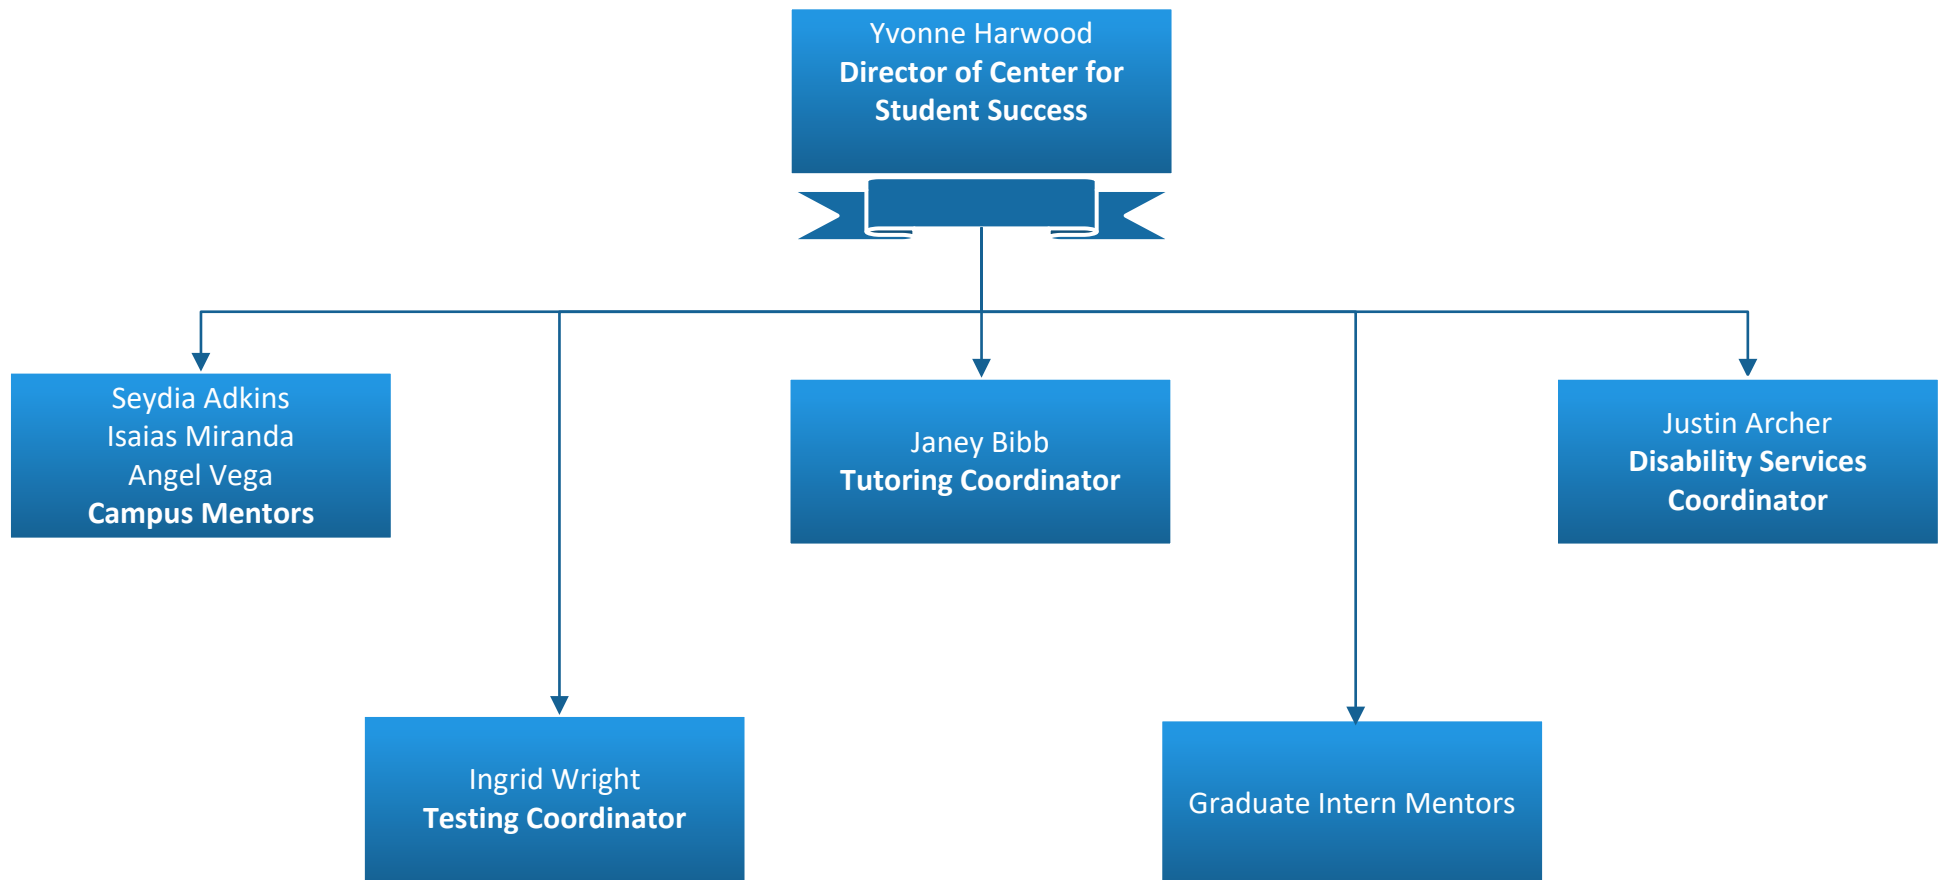 Yvonne Harwood
Director of Center for
Student Success
Seydia Adkins
Isaias Miranda
Angel Vega
Campus Mentors
Janey Bibb
Tutoring Coordinator
Justin Archer
Disability Services
Coordinator
Ingrid Wright
Testing Coordinator
Graduate Intern Mentors